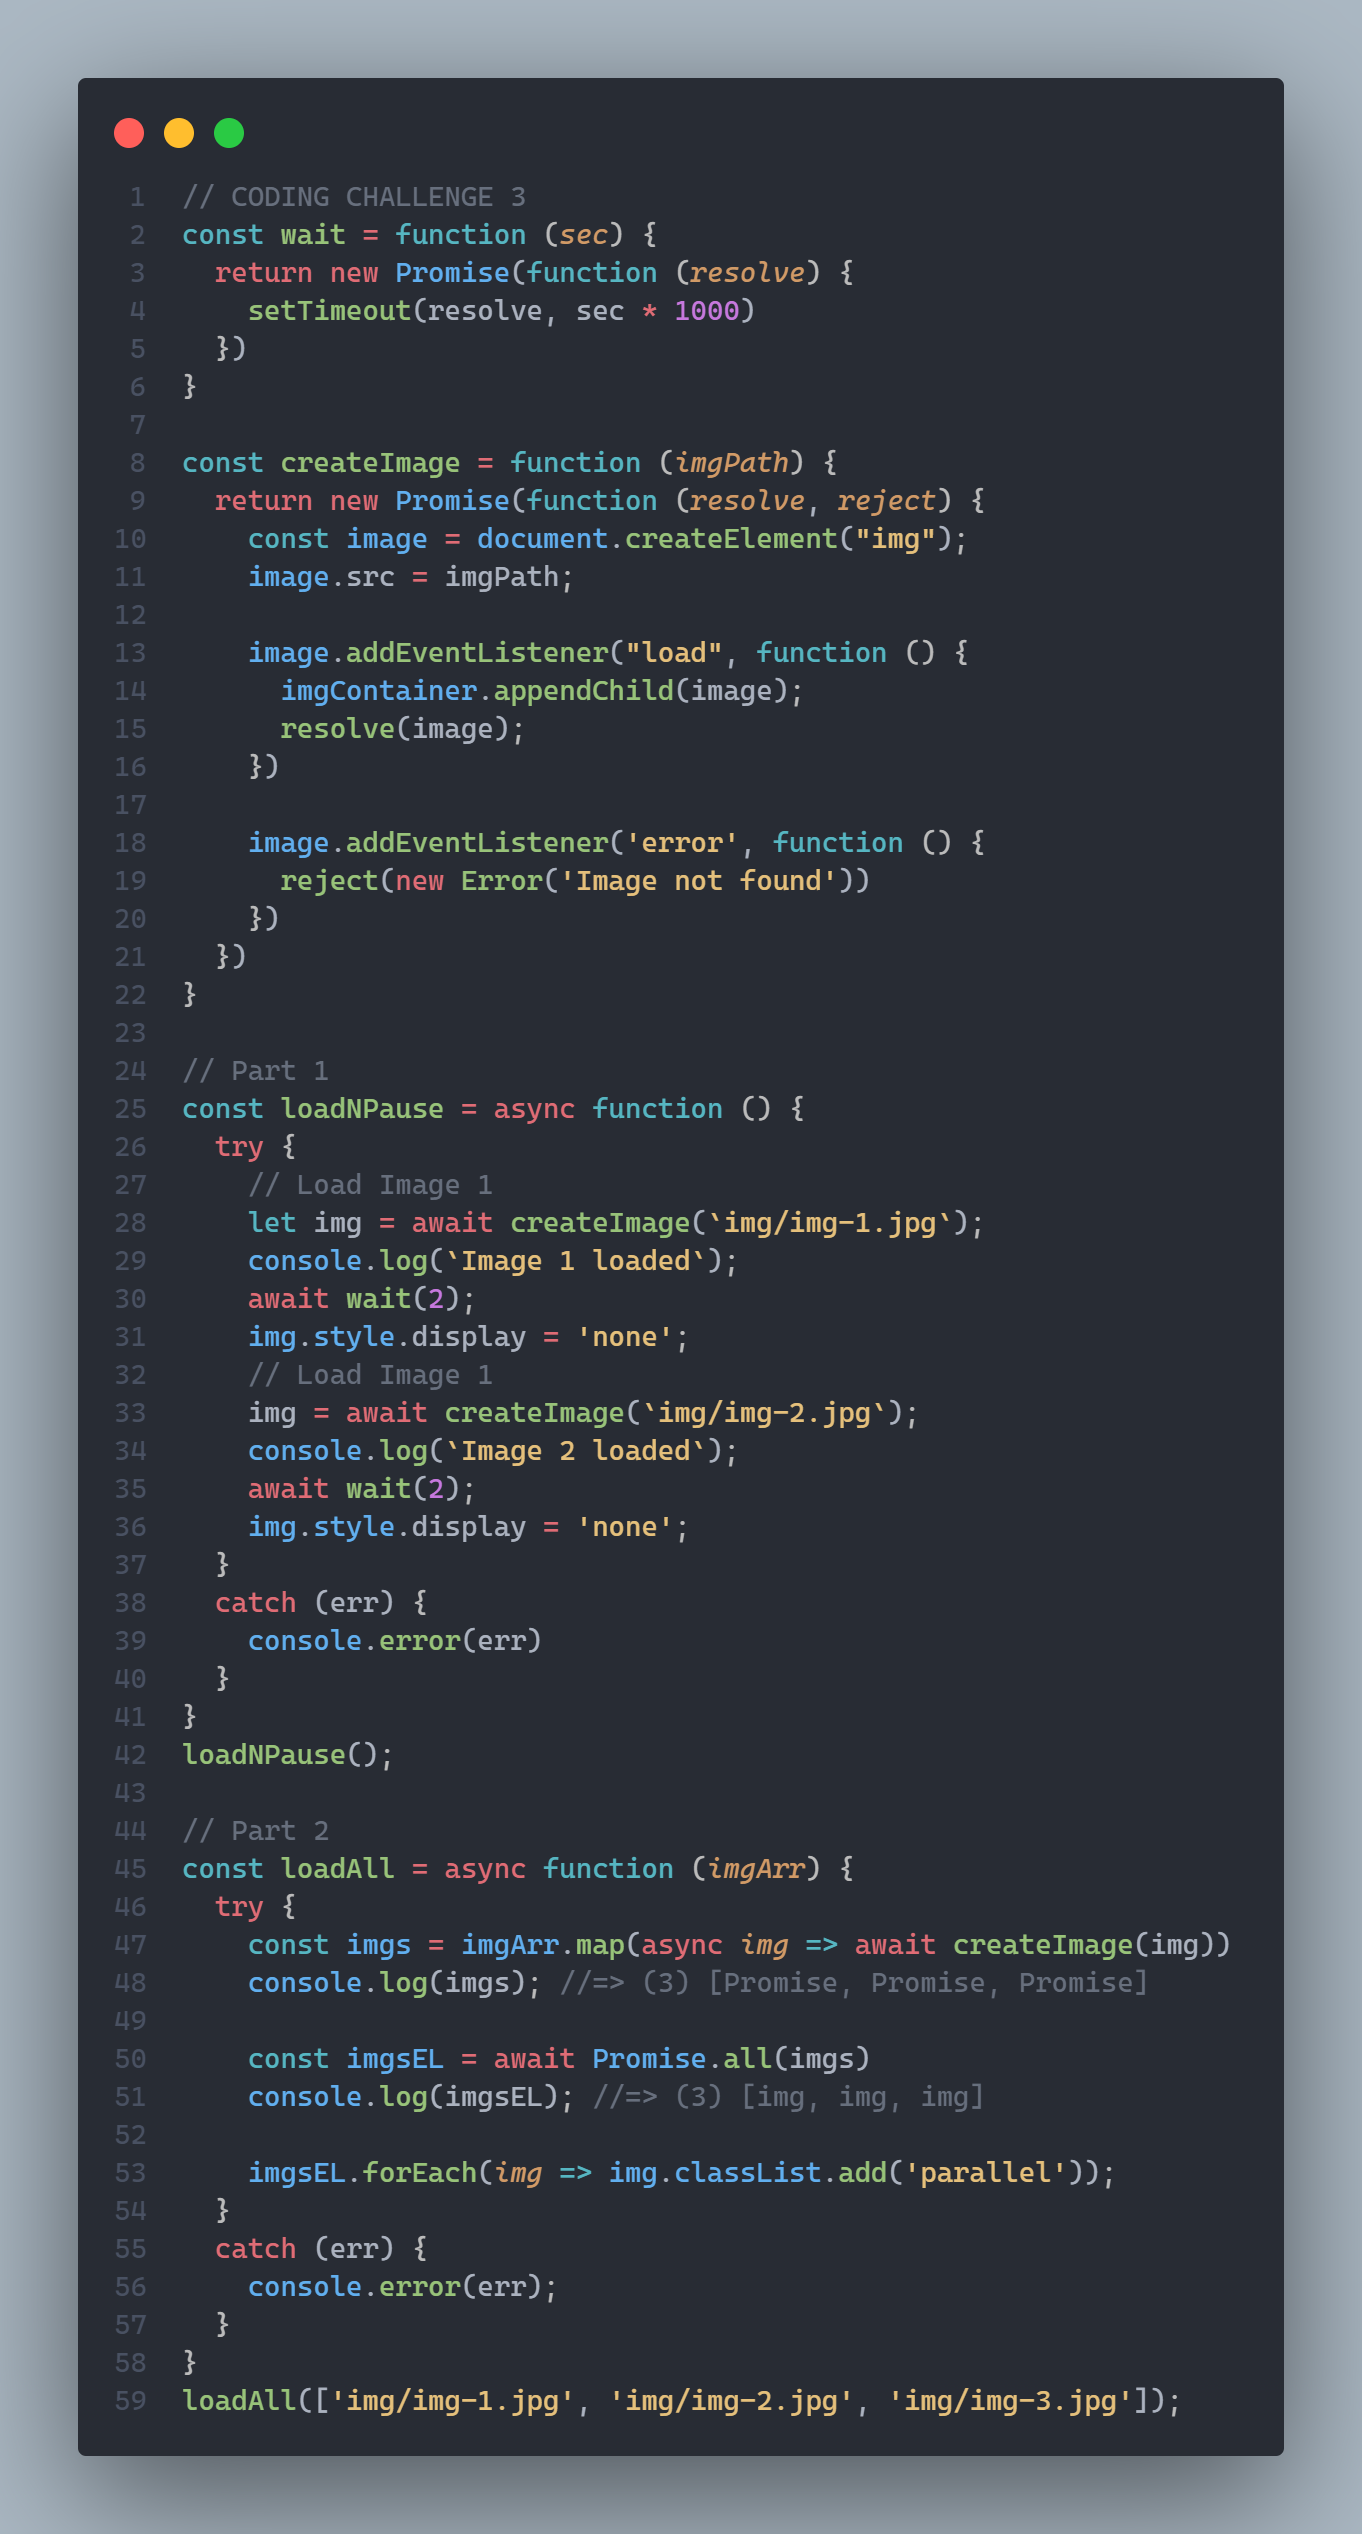 1 // CODING CHALLENGE 3
2 const wait = function (sec) {
3   return new Promise(function (resolve) {
4     setTimeout(resolve, sec * 1000)
5   })
6 }
7
8 const createImage = function (imgPath) {
9   return new Promise(function (resolve, reject) {
10     const image = document.createElement("img");
11     image.src = imgPath;
12
13     image.addEventListener("load", function () {
14       imgContainer.appendChild(image);
15       resolve(image);
16     })
17
18     image.addEventListener('error', function () {
19       reject(new Error('Image not found'))
20     })
21   })
22 }
23
24 // Part 1
25 const loadNPause = async function () {
26   try {
27     // Load Image 1
28     let img = await createImage(`img/img-1.jpg`);
29     console.log(`Image 1 loaded`);
30     await wait(2);
31     img.style.display = 'none';
32     // Load Image 1
33     img = await createImage(`img/img-2.jpg`);
34     console.log(`Image 2 loaded`);
35     await wait(2);
36     img.style.display = 'none';
37   }
38   catch (err) {
39     console.error(err)
40   }
41 }
42 loadNPause();
43
44 // Part 2
45 const loadAll = async function (imgArr) {
46   try {
47     const imgs = imgArr.map(async img => await createImage(img))
48     console.log(imgs); //=> (3) [Promise, Promise, Promise]
49
50     const imgsEL = await Promise.all(imgs)
51     console.log(imgsEL); //=> (3) [img, img, img]
52
53     imgsEL.forEach(img => img.classList.add('parallel'));
54   }
55   catch (err) {
56     console.error(err);
57   }
58 }
59 loadAll(['img/img-1.jpg', 'img/img-2.jpg', 'img/img-3.jpg']);